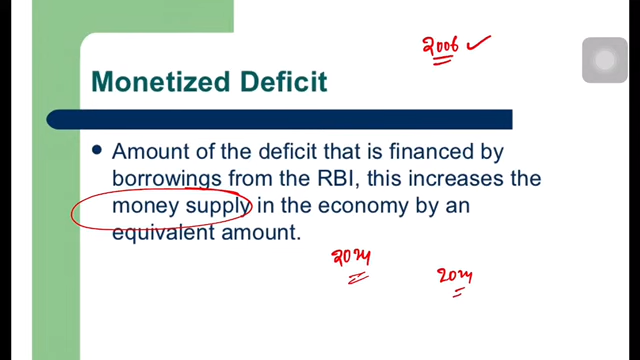 2006
Monetized Deficit
Amount of the deficit that is financed by
borrowings from the RBI, this increases the
money supply in the economy by an
equivalent amount.
2024
2024